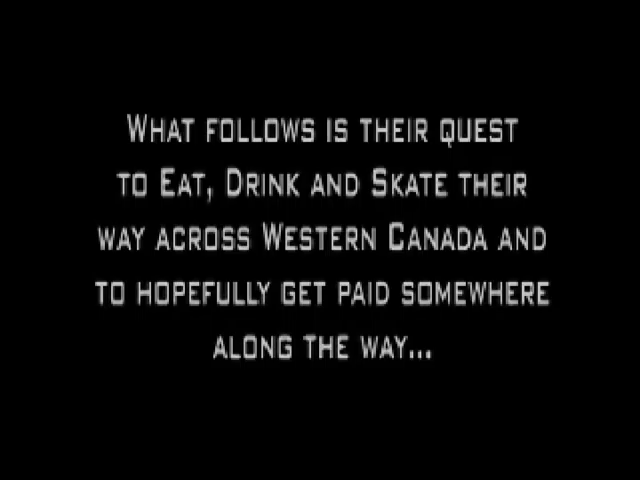 What follows is their quest
to Eat, Drink and Skate their
way across Western Canada and
to hopefully get paid somewhere
along the way...